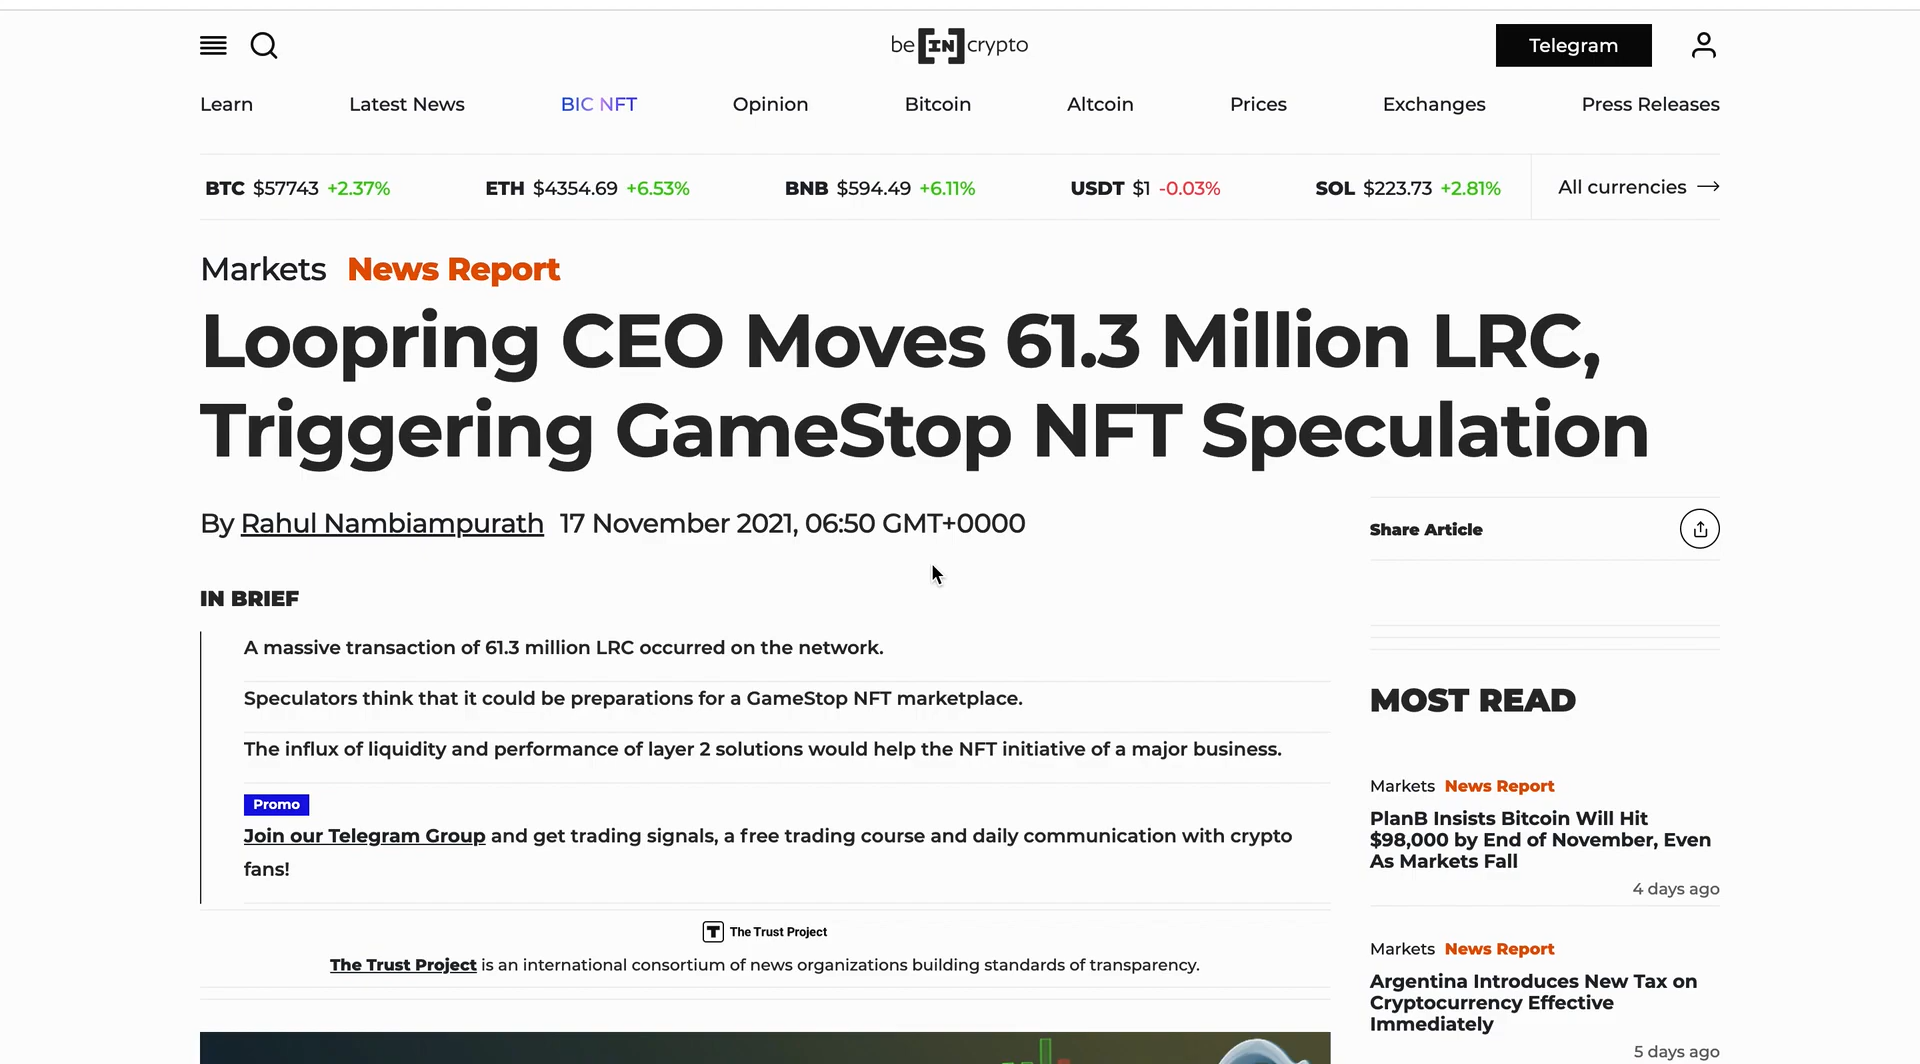 be[IN]crypto
Telegram
Learn
Latest News
BIC NFT
Opinion
Bitcoin
Altcoin
Prices
Exchanges
Press Releases
BTC $57743 +2.37%
ETH $4354.69 +6.53%
BNB $594.49 +6.11%
USDT $1 -0.03%
SOL $223.73 +2.81%
All currencies →
Markets News Report
Loopring CEO Moves 61.3 Million LRC,
Triggering GameStop NFT Speculation
By Rahul Nambiampurath 17 November 2021, 06:50 GMT+0000
Share Article
IN BRIEF
A massive transaction of 61.3 million LRC occurred on the network.
Speculators think that it could be preparations for a GameStop NFT marketplace.
The influx of liquidity and performance of layer 2 solutions would help the NFT initiative of a major business.
Promo
Join our Telegram Group and get trading signals, a free trading course and daily communication with crypto
fans!
T The Trust Project
The Trust Project is an international consortium of news organizations building standards of transparency.
MOST READ
Markets News Report
PlanB Insists Bitcoin Will Hit
$98,000 by End of November, Even
As Markets Fall
4 days ago
Markets News Report
Argentina Introduces New Tax on
Cryptocurrency Effective
Immediately
5 days ago